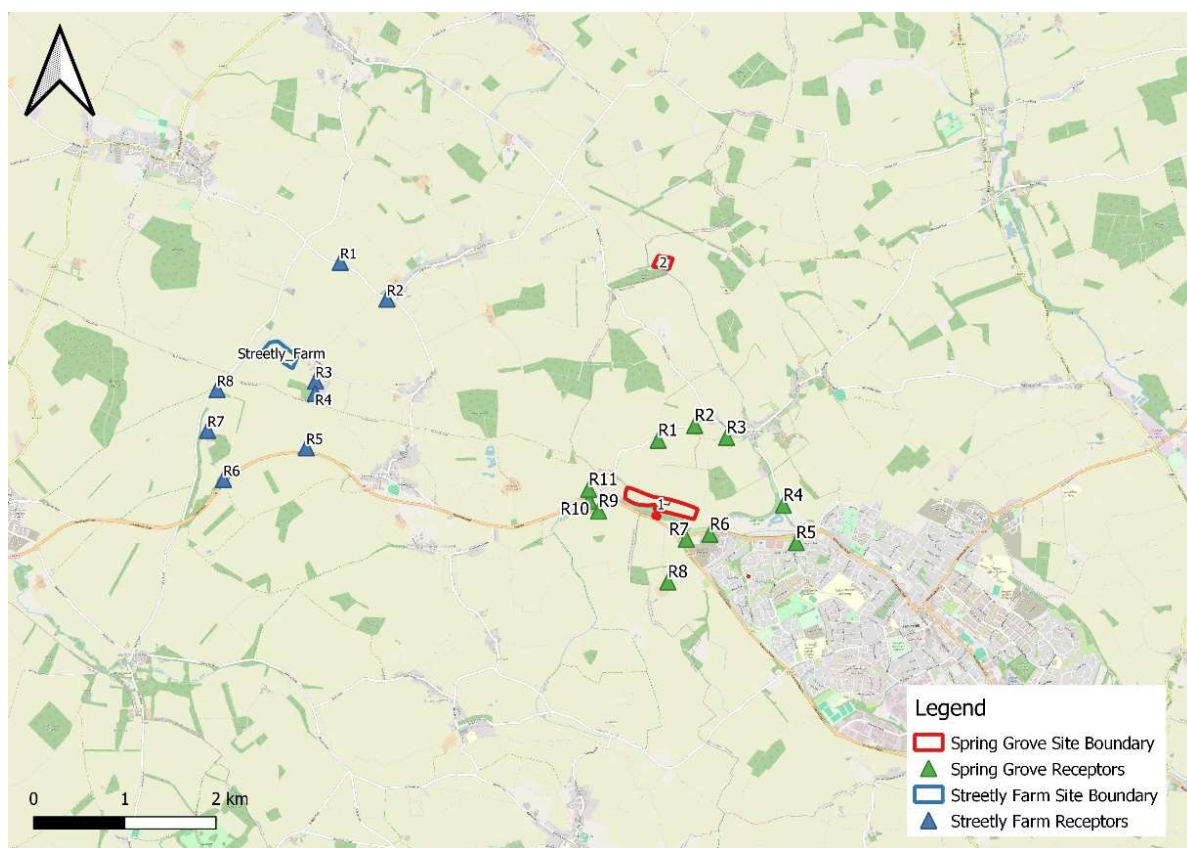 R1
R2
2
Streetly_Farm
R3
R8
R4
R7
R5
R6
R2
R1
R3
R11
R10
R9
1
R4
R7
R6
R5
R8
Legend
Spring Grove Site Boundary
Spring Grove Receptors
Streetly Farm Site Boundary
Streetly Farm Receptors
0 1 2 km